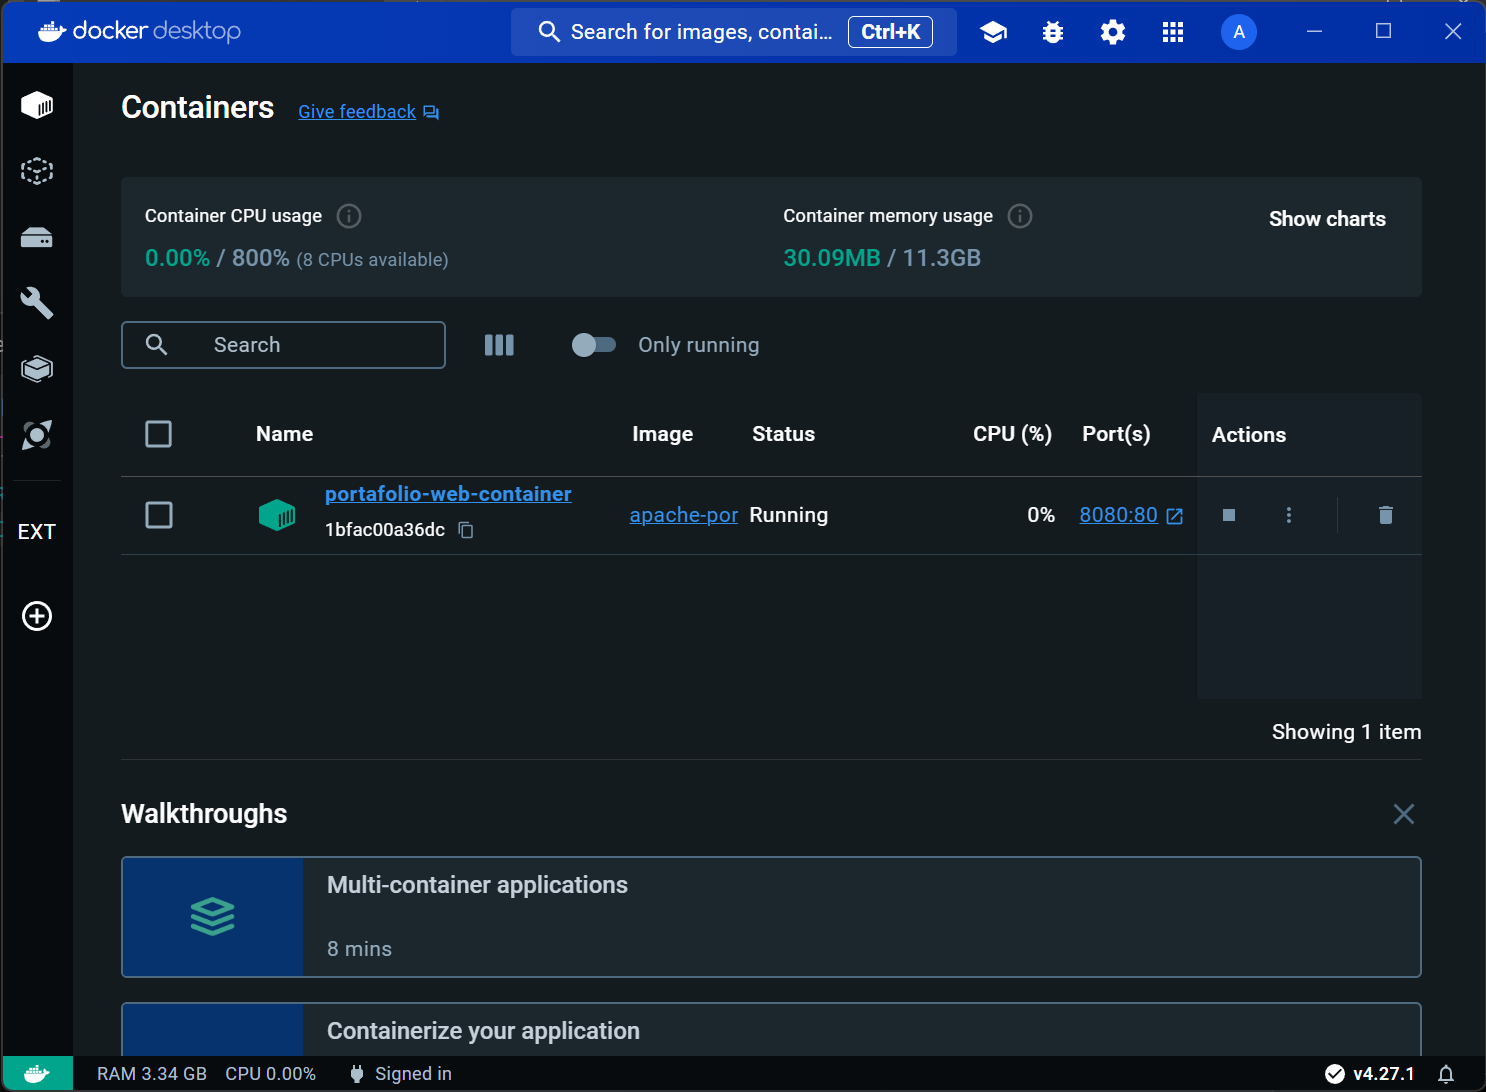 docker desktop
Search for images, contai... Ctrl+K
A
Containers Give feedback
Container CPU usage
0.00% / 800% (8 CPUs available)
Container memory usage
30.09MB / 11.3GB
Show charts
Search
Only running
Name Image Status CPU (%) Port(s) Actions
portafolio-web-container
1bfac00a36dc
apache-por Running 0% 8080:80
EXT
Showing 1 item
Walkthroughs
Multi-container applications
8 mins
Containerize your application
RAM 3.34 GB CPU 0.00% Signed in v4.27.1